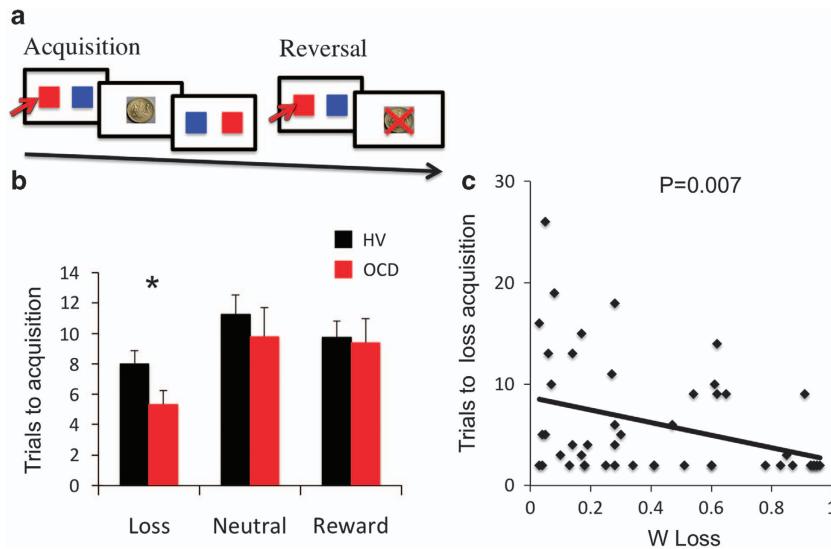 a
Acquisition
Reversal
b
HV
OCD
*
Trials to acquisition
14
12
10
8
6
4
2
0
Loss Neutral Reward
c
P=0.007
Trials to loss acquisition
30
20
10
0
0 0.2 0.4 0.6 0.8 1
W Loss